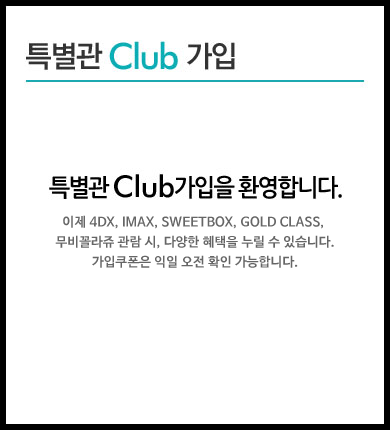 특별관 Club 가입
특별관 Club가입을 환영합니다.
이제 4DX, IMAX, SWEETBOX, GOLD CLASS,
무비꼴라쥬 관람 시, 다양한 혜택을 누릴 수 있습니다.
가입쿠폰은 익일 오전 확인 가능합니다.